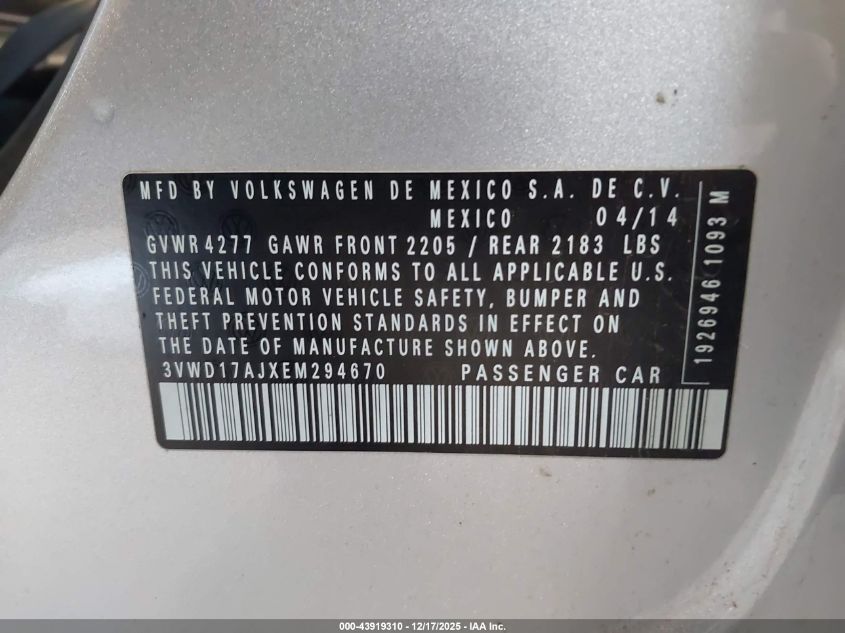 MFD BY VOLKSWAGEN DE MEXICO S.A. DE C.V.
MEXICO 04/14
GVWR 4277 GAWR FRONT 2205 / REAR 2183 LBS
THIS VEHICLE CONFORMS TO ALL APPLICABLE U.S.
FEDERAL MOTOR VEHICLE SAFETY, BUMPER AND
THEFT PREVENTION STANDARDS IN EFFECT ON
THE DATE OF MANUFACTURE SHOWN ABOVE.
3VWD17AJXEM294670 PASSENGER CAR
1926946 1093 M
000-43919310 - 12/17/2025 - IAA Inc.